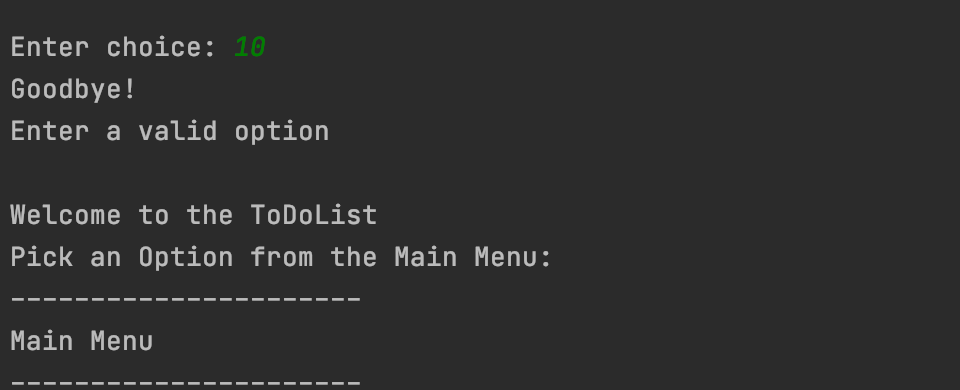 Enter choice: 10
Goodbye!
Enter a valid option
Welcome to the ToDoList
Pick an Option from the Main Menu:
----------------------
Main Menu
----------------------